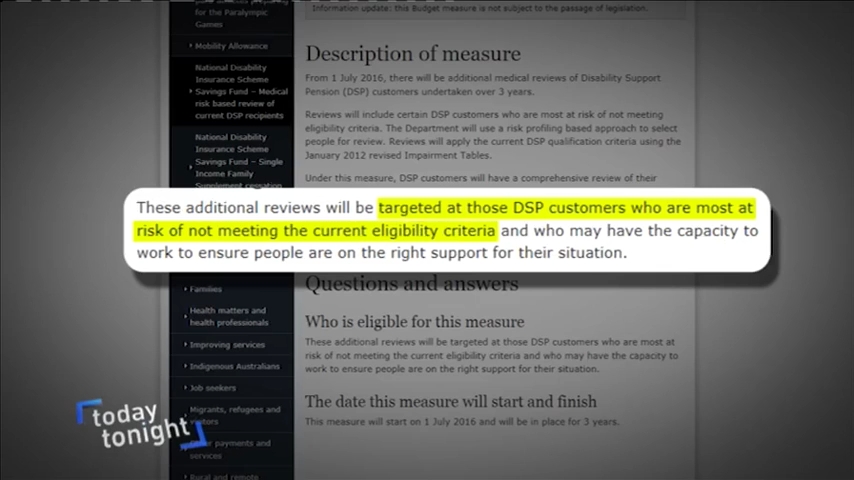 for the Paralympic
Games
Mobility Allowance
National Disability
Insurance Scheme
Savings Fund – Medical
risk based review of
current DSP recipients
National Disability
Insurance Scheme
Savings Fund – Single
Income Family
Supplement cessation
Information update: this Budget measure is not subject to the passage of legislation.
Description of measure
From 1 July 2016, there will be additional medical reviews of Disability Support
Pension (DSP) customers undertaken over 3 years.
Reviews will include certain DSP customers who are most at risk of not meeting
eligibility criteria. The Department will use a risk profiling based approach to select
people for review. Reviews will apply the current DSP qualification criteria using the
January 2012 revised Impairment Tables.
Under this measure, DSP customers will have a comprehensive review of their
These additional reviews will be targeted at those DSP customers who are most at
risk of not meeting the current eligibility criteria and who may have the capacity to
work to ensure people are on the right support for their situation.
Families
Health matters and
health professionals
Improving services
Indigenous Australians
Job seekers
Migrants, refugees and
visitors
Other payments and
services
Rural and remote
Questions and answers
Who is eligible for this measure
These additional reviews will be targeted at those DSP customers who are most at
risk of not meeting the current eligibility criteria and who may have the capacity to
work to ensure people are on the right support for their situation.
The date this measure will start and finish
This measure will start on 1 July 2016 and will be in place for 3 years.
today
tonight